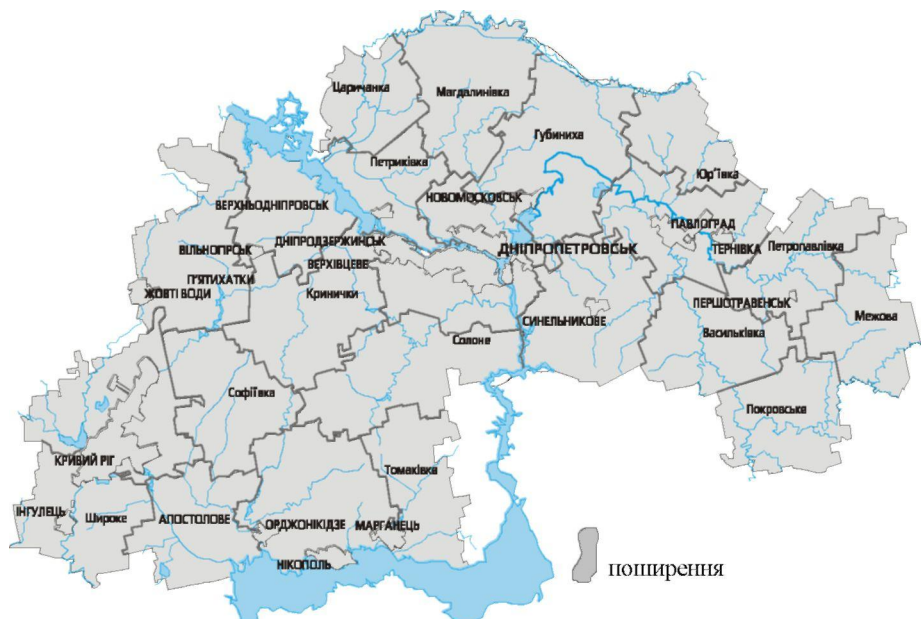 Царичанка
Магдалинівка
Губиниха
Петриківка
Юр'ївка
НОВОМОСКОВСЬК
ВЕРХНЬОДНІПРОВСЬК
ПАВЛОГРАД
ДНІПРОДЗЕРЖИНСЬК
ДНІПРОПЕТРОВСЬК
ТЕРНІВКА
Петропавлівка
ВІЛЬНОГІРСЬК
ВЕРХІВЦЕВЕ
П'ЯТИХАТКИ
ЖОВТІ ВОДИ
Кринички
ПЕРШОТРАВЕНСЬК
Межова
СИНЕЛЬНИКОВЕ
Васильківка
Солоне
Софіївка
Покровське
КРИВИЙ РІГ
Томаківка
ІНГУЛЕЦЬ
Широке
АПОСТОЛОВЕ
ОРДЖОНІКІДЗЕ
МАРГАНЕЦЬ
НІКОПОЛЬ
поширення